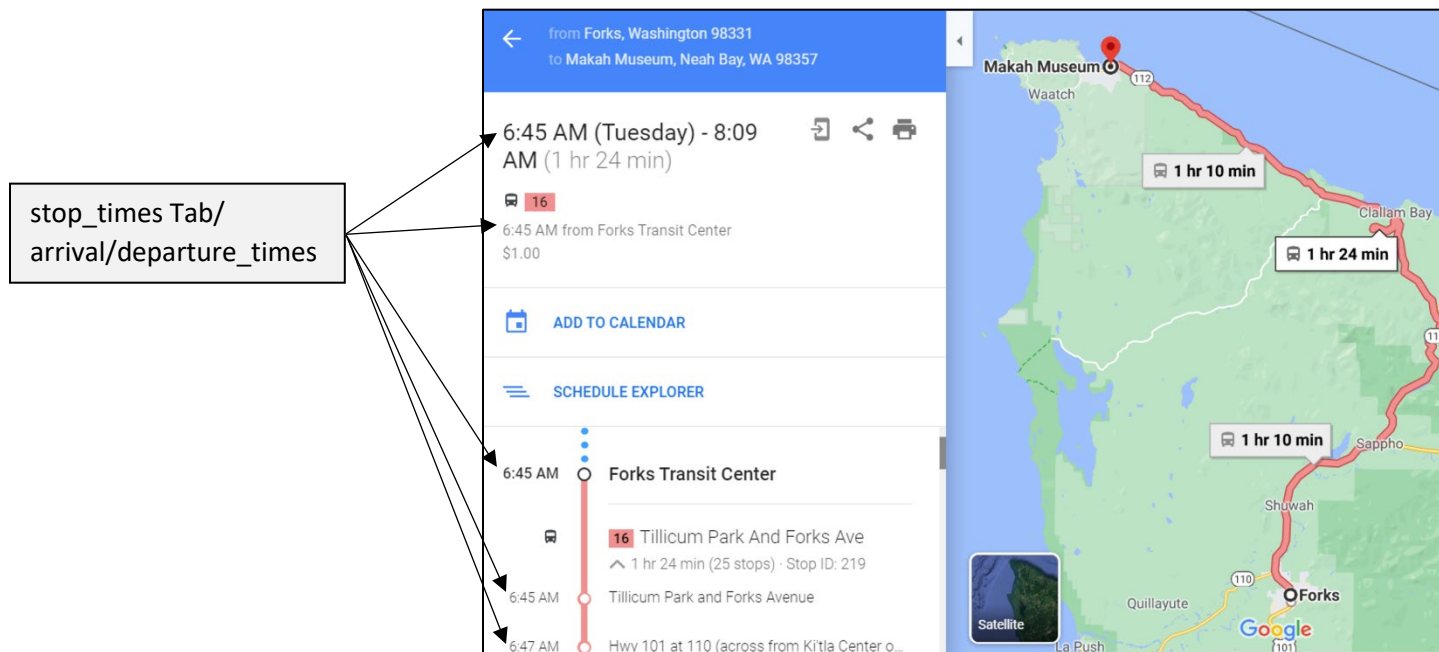 stop_times Tab/
arrival/departure_times
from Forks, Washington 98331
to Makah Museum, Neah Bay, WA 98357
6:45 AM (Tuesday) - 8:09
AM (1 hr 24 min)
16
6:45 AM from Forks Transit Center
$1.00
ADD TO CALENDAR
SCHEDULE EXPLORER
6:45 AM Forks Transit Center
16 Tillicum Park And Forks Ave
1 hr 24 min (25 stops) · Stop ID: 219
6:45 AM Tillicum Park and Forks Avenue
6:47 AM Hwy 101 at 110 (across from Ki'tla Center o...
Makah Museum
112
Waatch
1 hr 10 min
Clallam Bay
1 hr 24 min
11
1 hr 10 min
Sappho
Shuwah
110
Forks
Quillayute
Satellite
Google
La Push
101